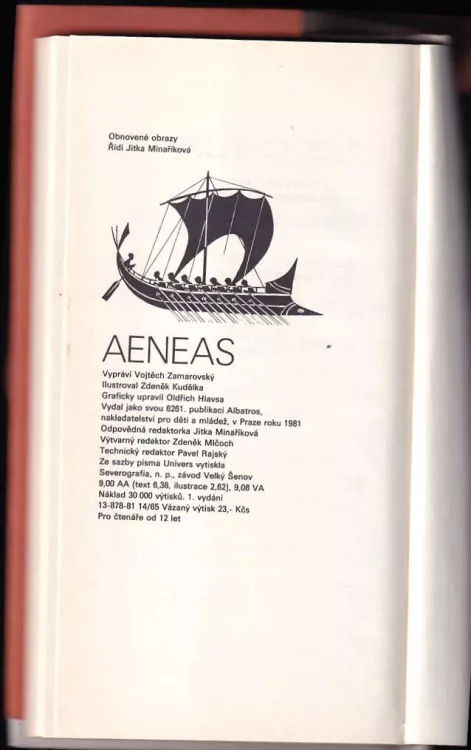 Obnovené obrazy
Řídí Jitka Minaříková
AENEAS
Vypráví Vojtěch Zamarovský
Ilustroval Zdeněk Kudělka
Graficky upravil Oldřich Hlavsa
Vydal jako svou 6261. publikaci Albatros,
nakladatelství pro děti a mládež, v Praze roku 1981
Odpovědná redaktorka Jitka Minaříková
Výtvarný redaktor Zdeněk Mlčoch
Technický redaktor Pavel Rajský
Ze sazby písma Univers vytiskla
Severografia, n. p., závod Velký Šenov
9,00 AA (text 6,38, ilustrace 2,62), 9,08 VA
Náklad 30 000 výtisků. 1. vydání
13-878-81 14/65 Vázaný výtisk 23,- Kčs
Pro čtenáře od 12 let